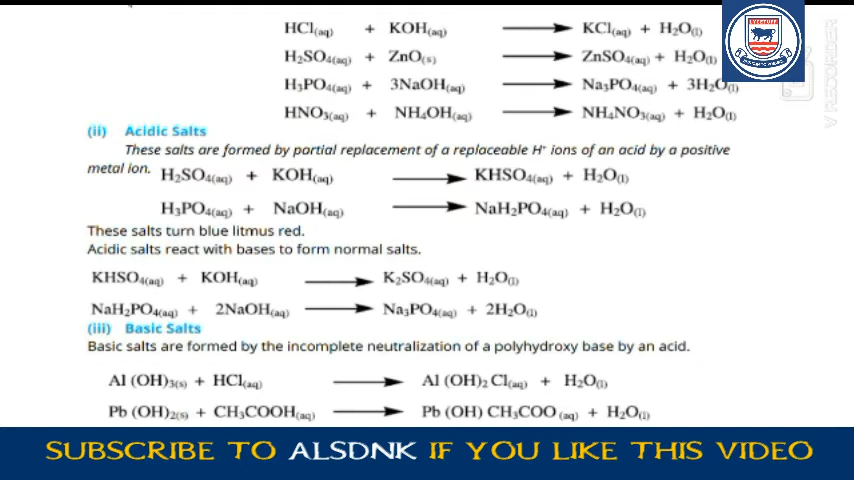 HCl(aq) + KOH(aq) ⟶ KCl(aq) + H₂O(l)
H₂SO₄(aq) + ZnO(s) ⟶ ZnSO₄(aq) + H₂O(l)
H₃PO₄(aq) + 3NaOH(aq) ⟶ Na₃PO₄(aq) + 3H₂O(l)
HNO₃(aq) + NH₄OH(aq) ⟶ NH₄NO₃(aq) + H₂O(l)
(ii) Acidic Salts
These salts are formed by partial replacement of a replaceable H⁺ ions of an acid by a positive
metal ion.
H₂SO₄(aq) + KOH(aq) ⟶ KHSO₄(aq) + H₂O(l)
H₃PO₄(aq) + NaOH(aq) ⟶ NaH₂PO₄(aq) + H₂O(l)
These salts turn blue litmus red.
Acidic salts react with bases to form normal salts.
KHSO₄(aq) + KOH(aq) ⟶ K₂SO₄(aq) + H₂O(l)
NaH₂PO₄(aq) + 2NaOH(aq) ⟶ Na₃PO₄(aq) + 2H₂O(l)
(iii) Basic Salts
Basic salts are formed by the incomplete neutralization of a polyhydroxy base by an acid.
Al (OH)₃(s) + HCl(aq) ⟶ Al (OH)₂ Cl(aq) + H₂O(l)
Pb (OH)₂(s) + CH₃COOH(aq) ⟶ Pb (OH) CH₃COO (aq) + H₂O(l)
V RECORDER
SUBSCRIBE TO ALSDNK IF YOU LIKE THIS VIDEO